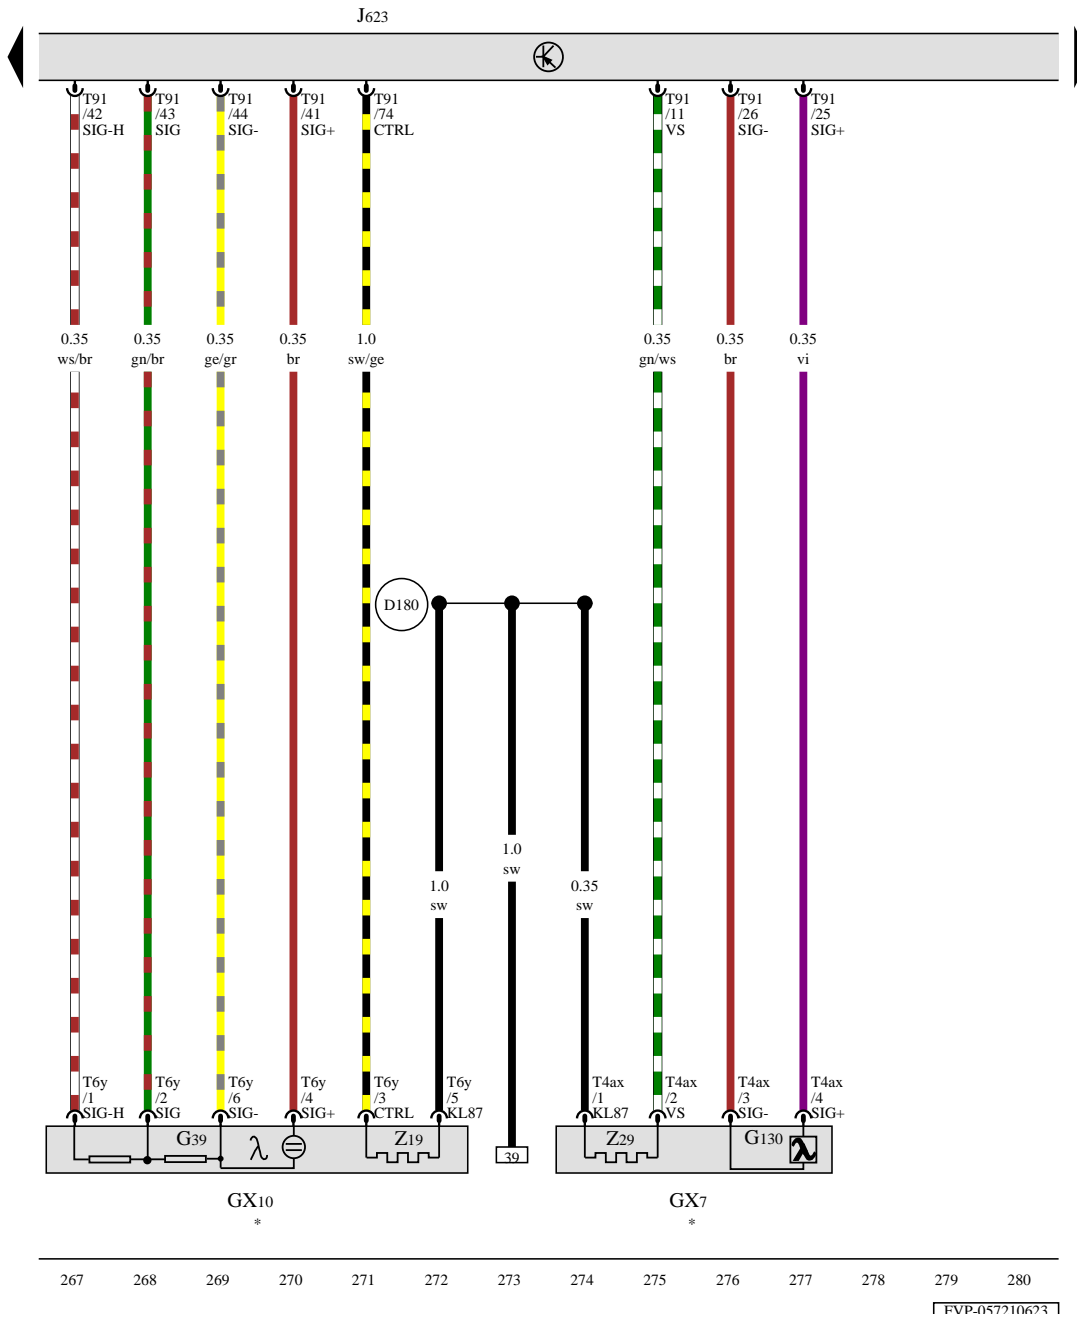 J623
T91 T91 T91 T91 T91 T91 T91 T91
/42 /43 /44 /41 /74 /11 /26 /25
SIG-H SIG SIG- SIG+ CTRL VS SIG- SIG+
0.35 0.35 0.35 0.35 1.0 0.35 0.35 0.35
ws/br gn/br ge/gr br sw/ge gn/ws br vi
D180
1.0
sw
1.0 0.35
sw sw
T6y T6y T6y T6y T6y T6y T4ax T4ax T4ax T4ax
/1 /2 /6 /4 /3 /5 /1 /2 /3 /4
SIG-H SIG SIG- SIG+ CTRL KL87 KL87 VS SIG- SIG+
G39 λ Z19 Z29 G130 λ
39
GX10 GX7
* *
267 268 269 270 271 272 273 274 275 276 277 278 279 280
EVP-057210623